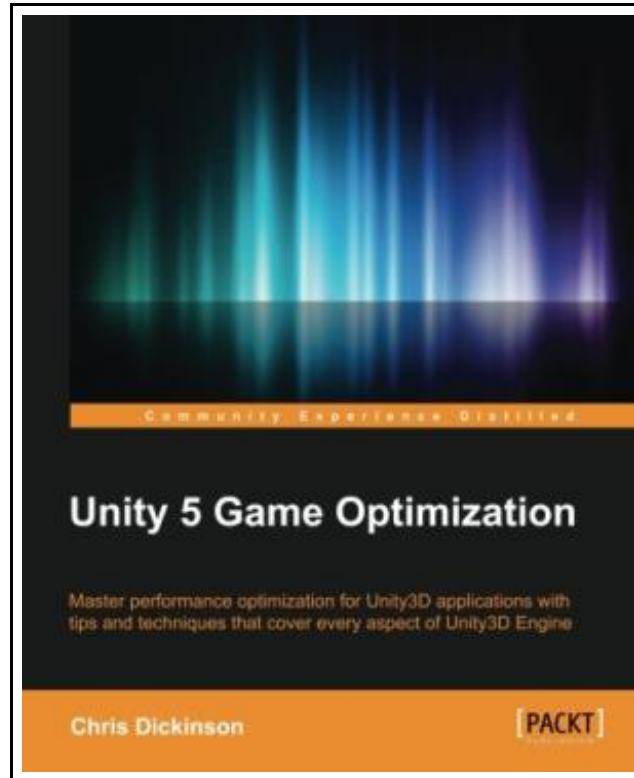 Community Experience Distilled
Unity 5 Game Optimization
Master performance optimization for Unity3D applications with
tips and techniques that cover every aspect of Unity3D Engine
Chris Dickinson
[PACKT]